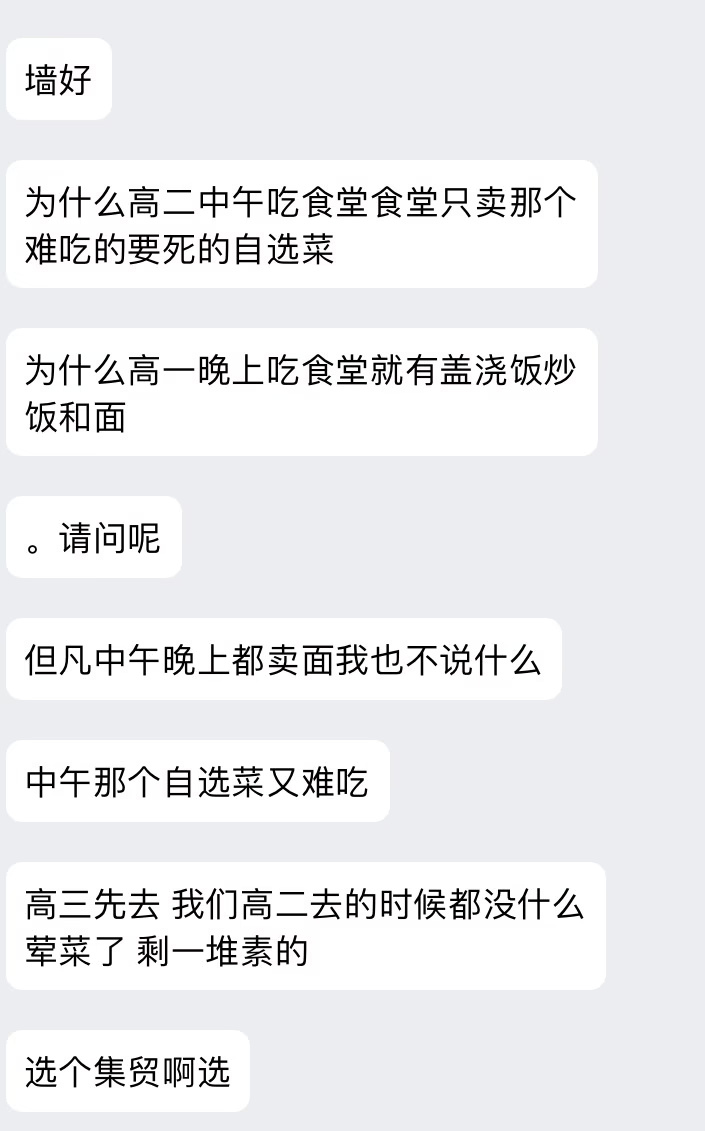 墙好
为什么高二中午吃食堂食堂只卖那个
难吃的要死的自选菜
为什么高一晚上吃食堂就有盖浇饭炒
饭和面
。请问呢
但凡中午晚上都卖面我也不说什么
中午那个自选菜又难吃
高三先去 我们高二去的时候都没什么
荤菜了 剩一堆素的
选个集贸啊选